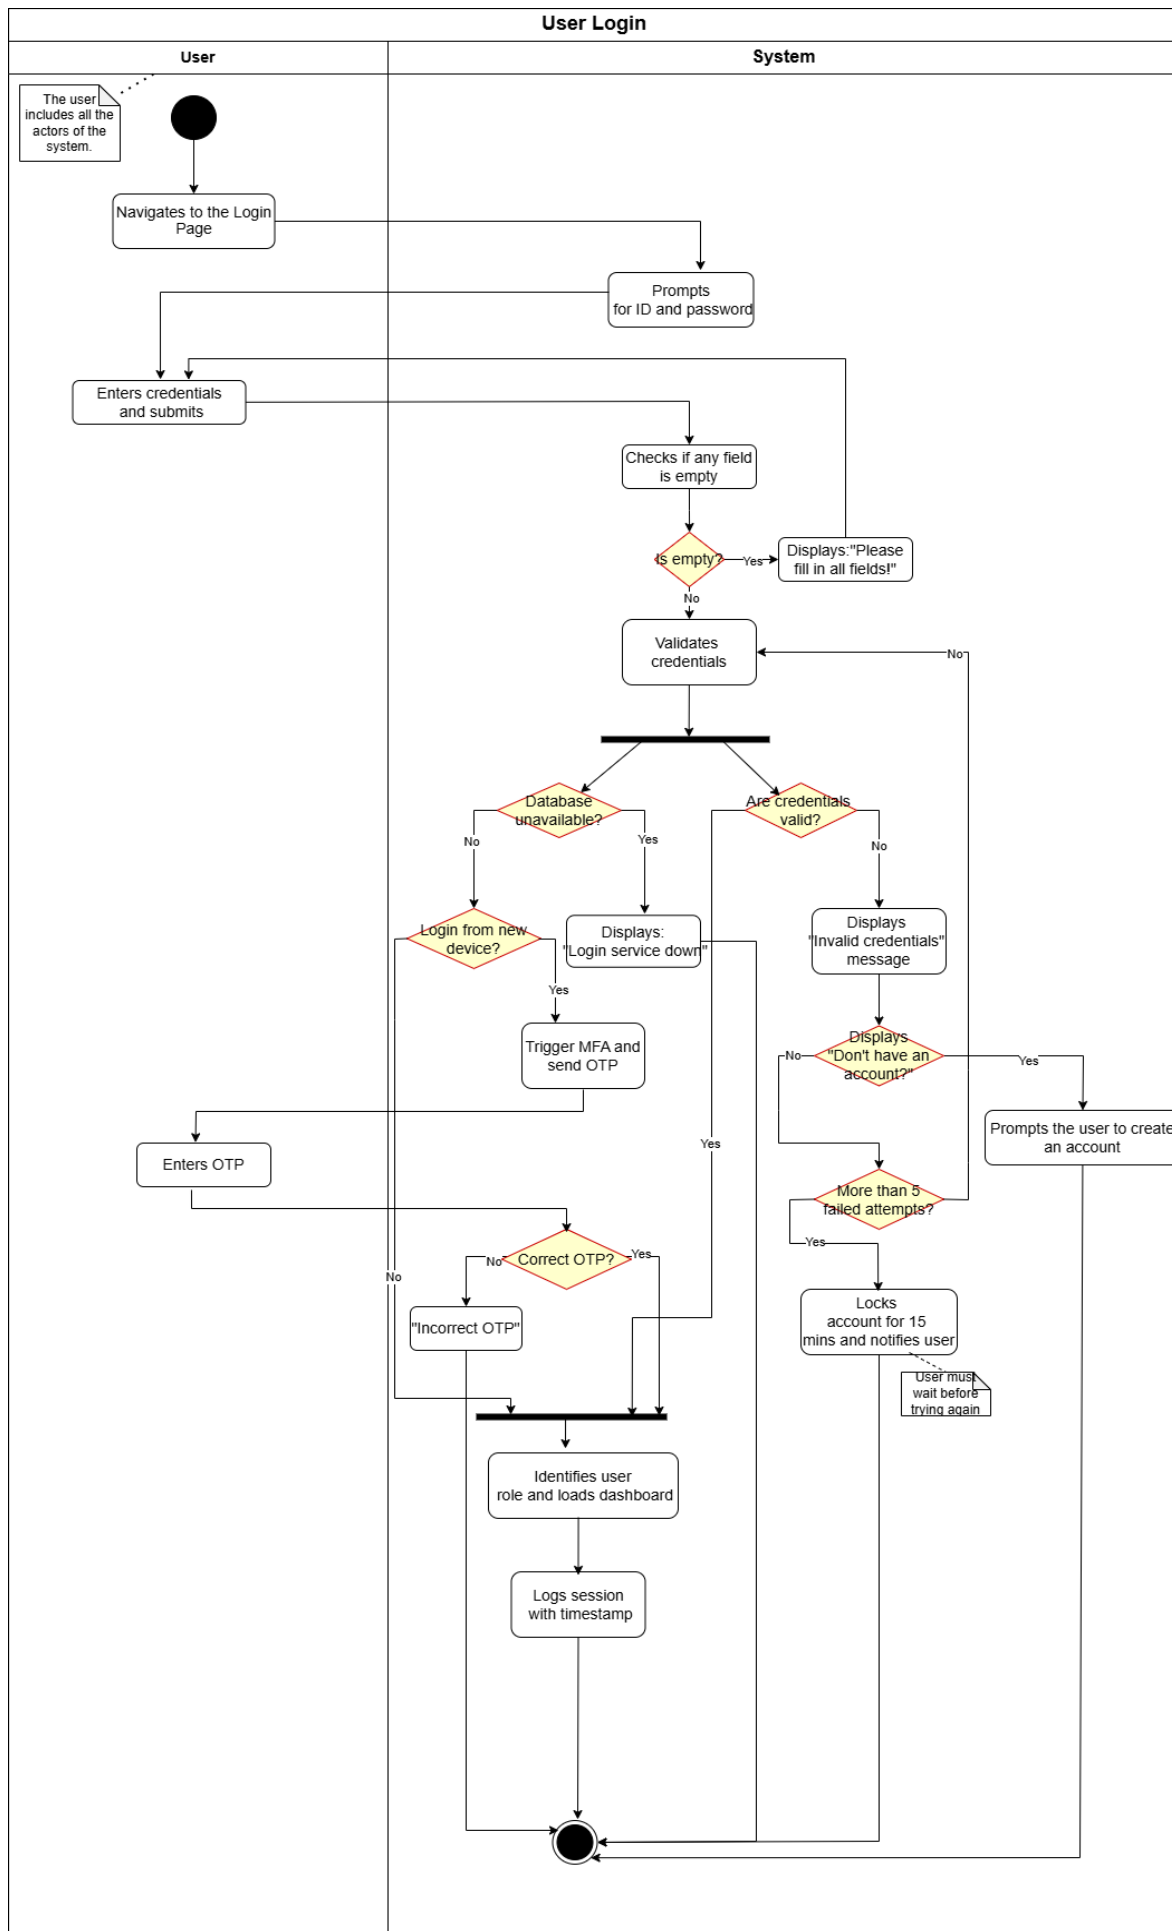 User Login
User
System
The user
includes all the
actors of the
system.
Navigates to the Login
Page
Prompts
for ID and password
Enters credentials
and submits
Checks if any field
is empty
Is empty?
Yes
Displays:"Please
fill in all fields!"
No
Validates
credentials
No
Database
unavailable?
Are credentials
valid?
No
Yes
No
Login from new
device?
Displays:
"Login service down"
Displays
"Invalid credentials"
message
Yes
Trigger MFA and
send OTP
Displays
"Don't have an
account?"
No
Yes
Prompts the user to create
an account
Yes
Enters OTP
More than 5
failed attempts?
Yes
Correct OTP?
No
Yes
No
"Incorrect OTP"
Locks
account for 15
mins and notifies user
User must
wait before
trying again
Identifies user
role and loads dashboard
Logs session
with timestamp